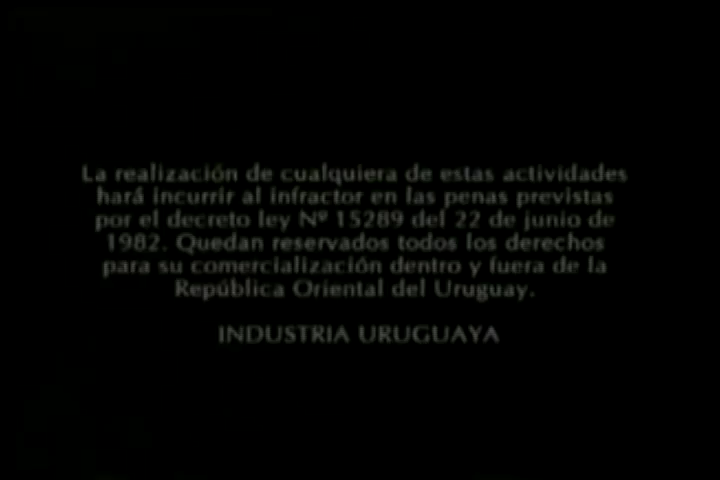 La realización de cualquiera de estas actividades
hará incurrir al infractor en las penas previstas
por el decreto ley Nº 15289 del 22 de junio de
1982. Quedan reservados todos los derechos
para su comercialización dentro y fuera de la
República Oriental del Uruguay.
INDUSTRIA URUGUAYA